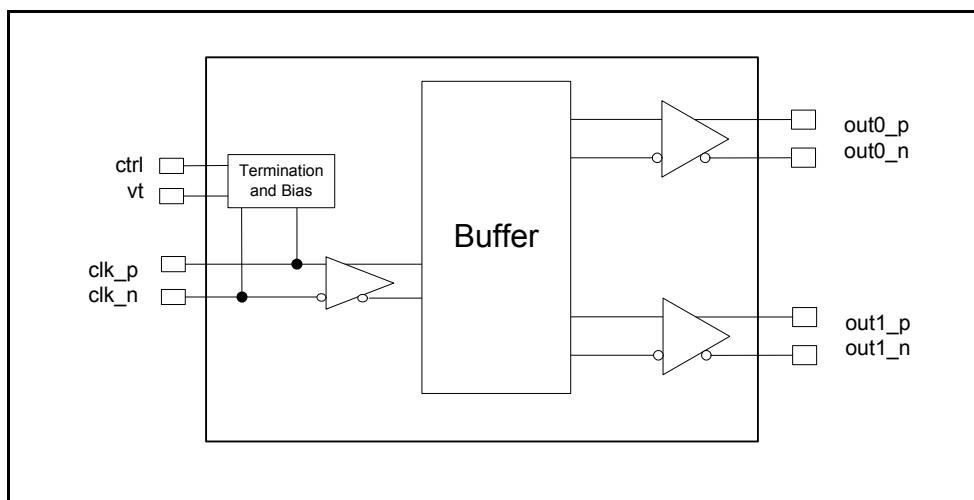 ctrl
vt
Termination
and Bias
clk_p
clk_n
Buffer
out0_p
out0_n
out1_p
out1_n